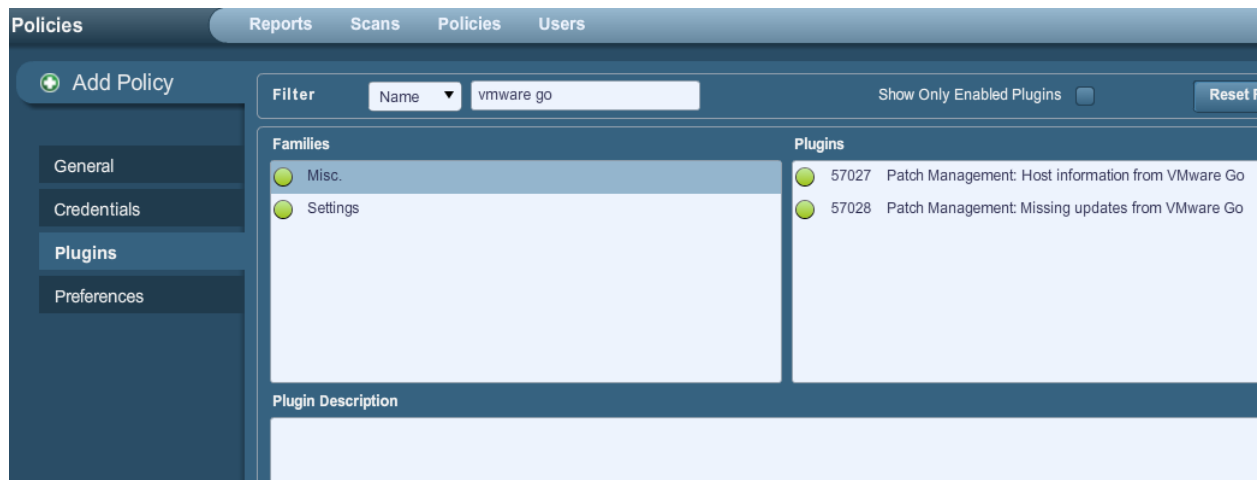 Policies Reports Scans Policies Users
Add Policy
Filter Name vmware go Show Only Enabled Plugins Reset
General
Credentials
Plugins
Preferences
Families
Misc.
Settings
Plugins
57027 Patch Management: Host information from VMware Go
57028 Patch Management: Missing updates from VMware Go
Plugin Description